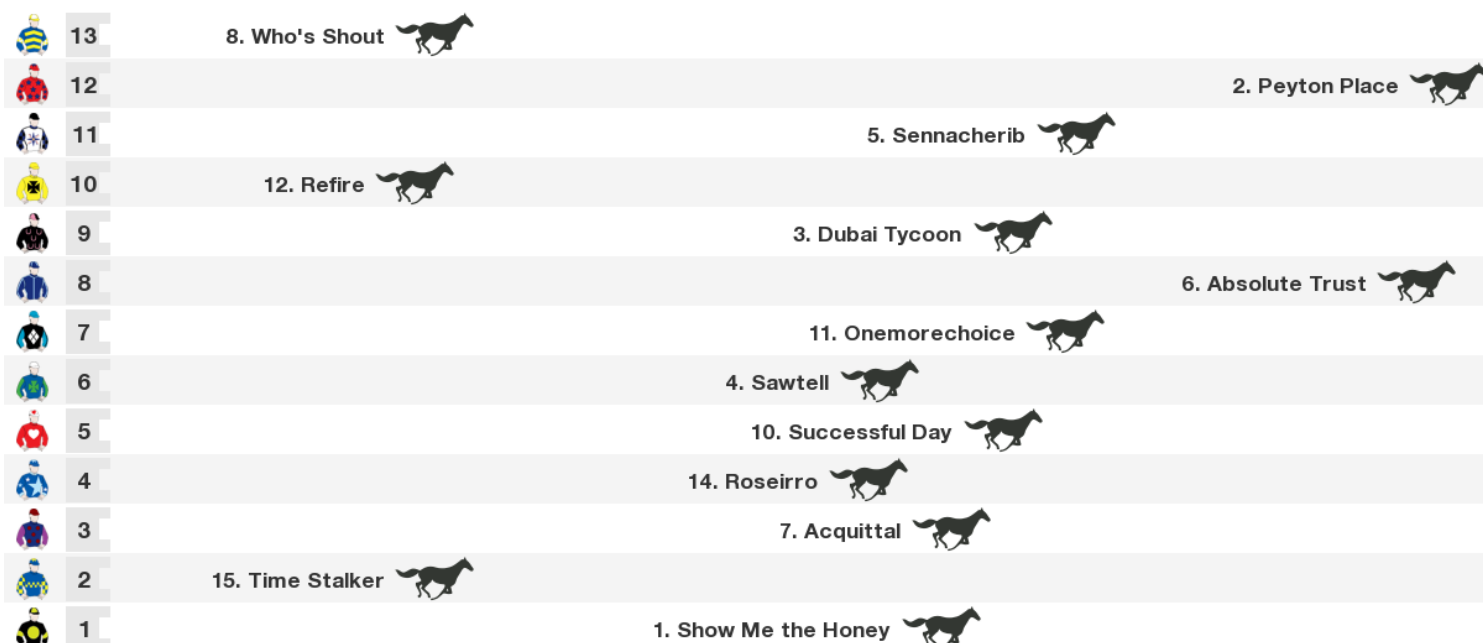 13 8. Who's Shout
12 2. Peyton Place
11 5. Sennacherib
10 12. Refire
9 3. Dubai Tycoon
8 6. Absolute Trust
7 11. Onemorechoice
6 4. Sawtell
5 10. Successful Day
4 14. Roseirro
3 7. Acquittal
2 15. Time Stalker
1 1. Show Me the Honey